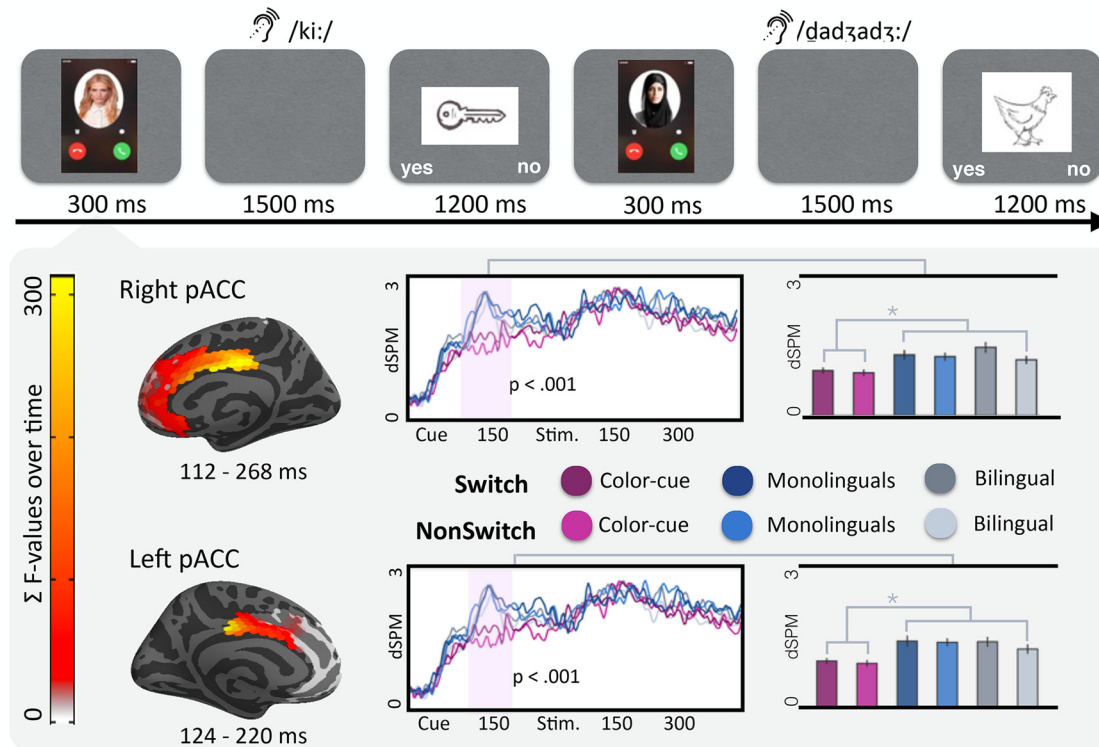 /ki:/
/d̪adʒadʒ:/
yes no
yes no
300 ms 1500 ms 1200 ms 300 ms 1500 ms 1200 ms
300
Σ F-values over time
0
Right pACC
112 - 268 ms
3
dSPM
0
p < .001
Cue 150 Stim. 150 300
3
dSPM
0
*
Switch Color-cue Monolinguals Bilingual
NonSwitch Color-cue Monolinguals Bilingual
Left pACC
124 - 220 ms
3
dSPM
0
p < .001
Cue 150 Stim. 150 300
3
dSPM
0
*